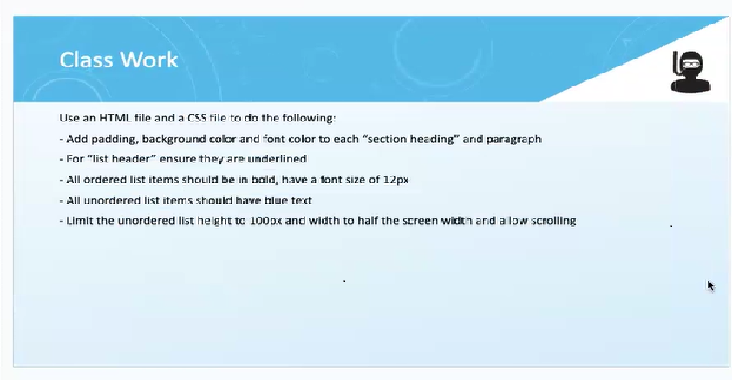 Class Work
Use an HTML file and a CSS file to do the following:
- Add padding, background color and font color to each “section heading” and paragraph
- For “list header” ensure they are underlined
- All ordered list items should be in bold, have a font size of 12px
- All unordered list items should have blue text
- Limit the unordered list height to 100px and width to half the screen width and allow scrolling